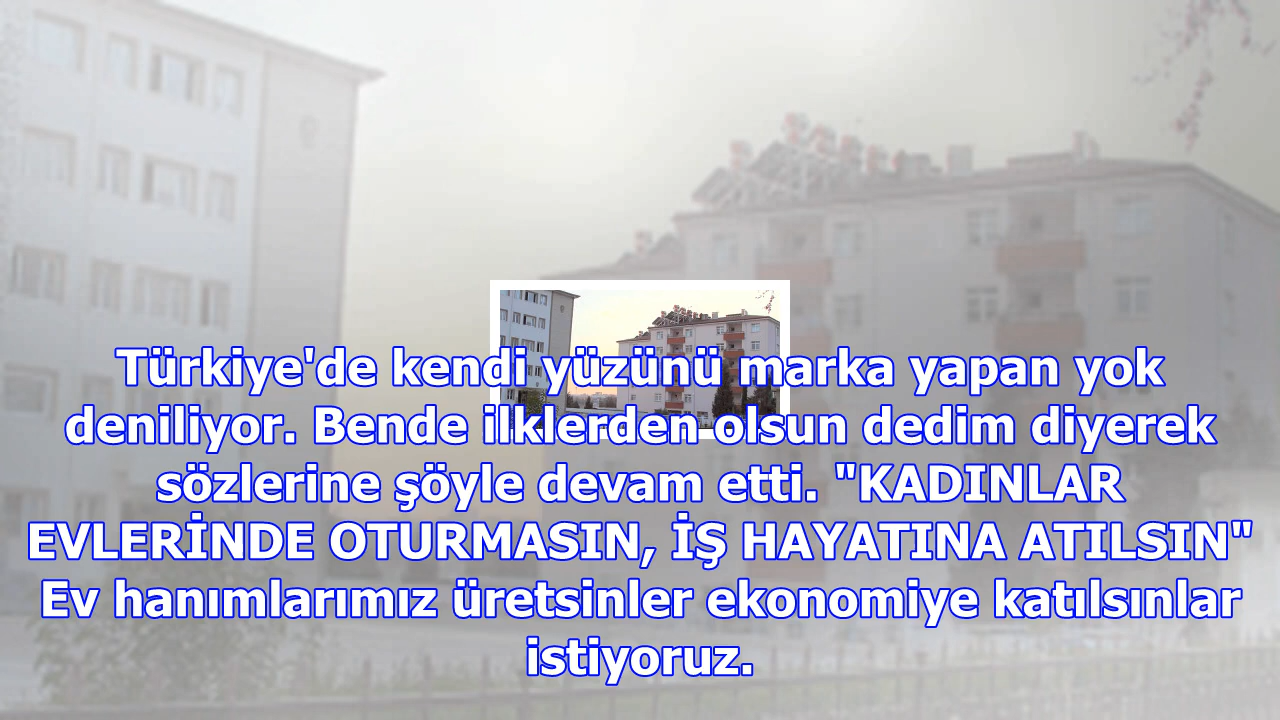 Türkiye'de kendi yüzünü marka yapan yok
deniliyor. Bende ilklerden olsun dedim diyerek
sözlerine şöyle devam etti. "KADINLAR
EVLERİNDE OTURMASIN, İŞ HAYATINA ATILSIN"
Ev hanımlarımız üretsinler ekonomiye katılsınlar
istiyoruz.